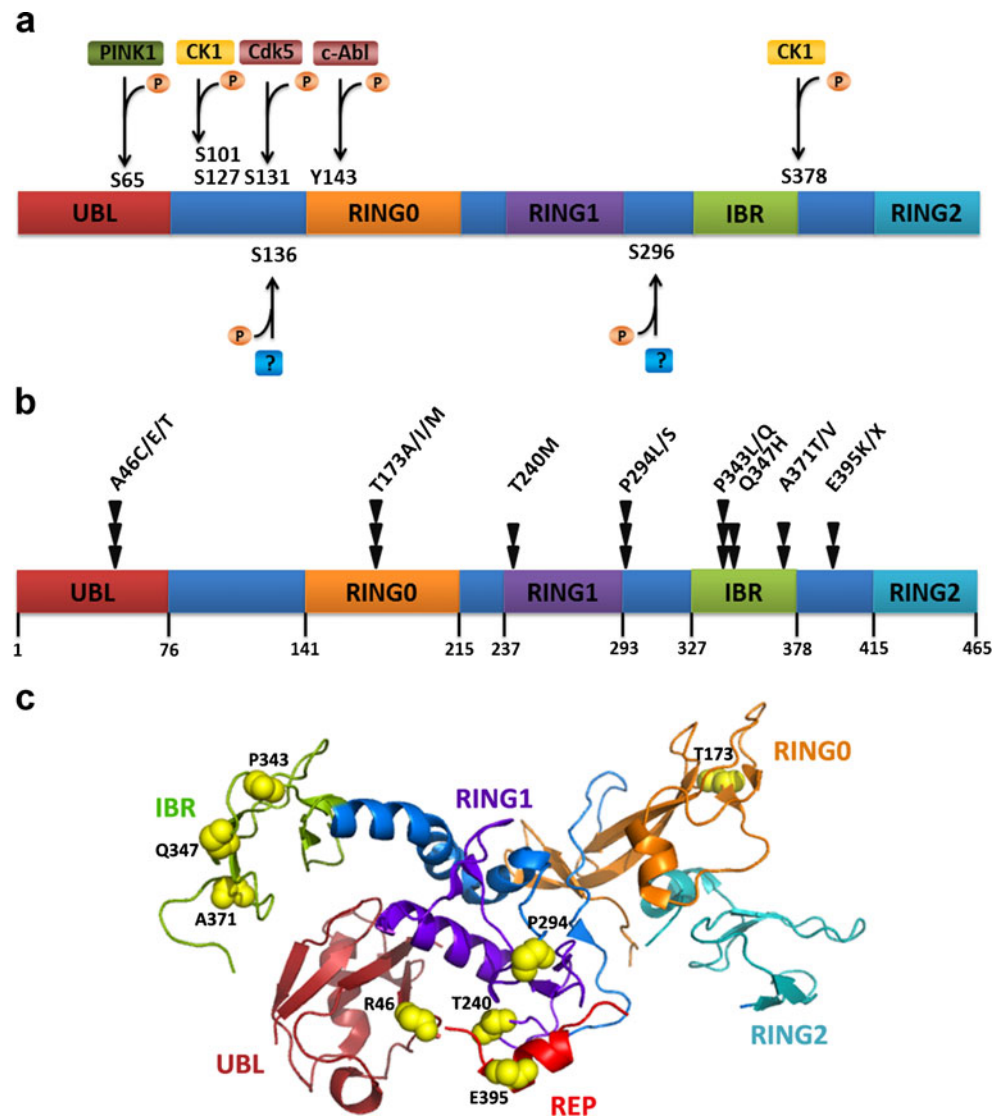 a
PINK1 CK1 Cdk5 c-Abl CK1
P P P P P
S101
S65 S127 S131 Y143 S378
UBL RING0 RING1 IBR RING2
S136 S296
P P
? ?
b
A46C/E/T T173A/I/M T240M P294L/S P343L/Q Q347H A371T/V E395K/X
UBL RING0 RING1 IBR RING2
1 76 141 215 237 293 327 378 415 465
c
P343 T173 RING0
IBR RING1
Q347
A371 P294
R46 T240
UBL RING2
E395 REP